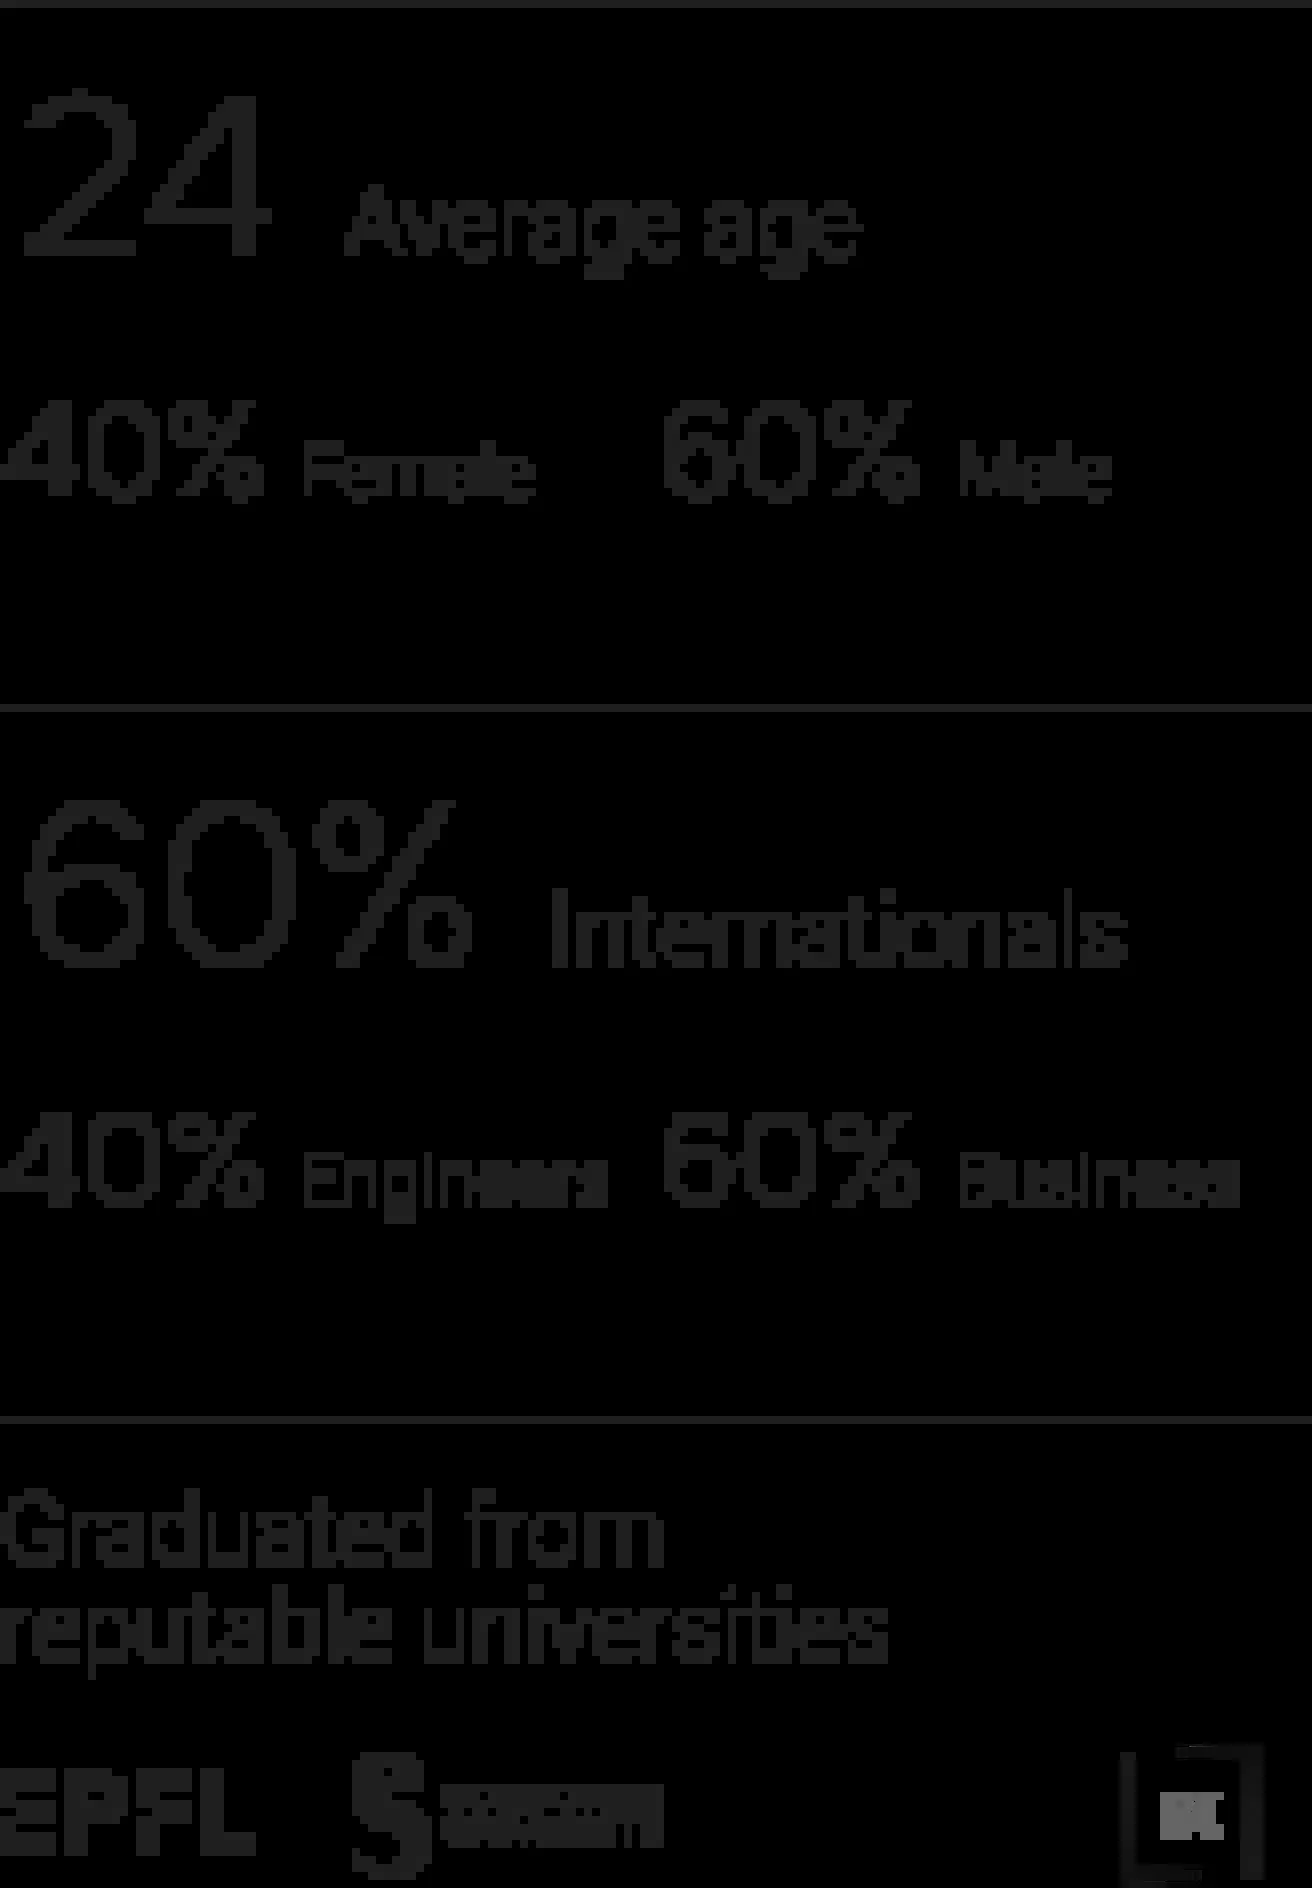 24 Average age
40% Female 60% Male
60% Internationals
40% Engineers 60% Business
Graduated from
reputable universities
EPFL